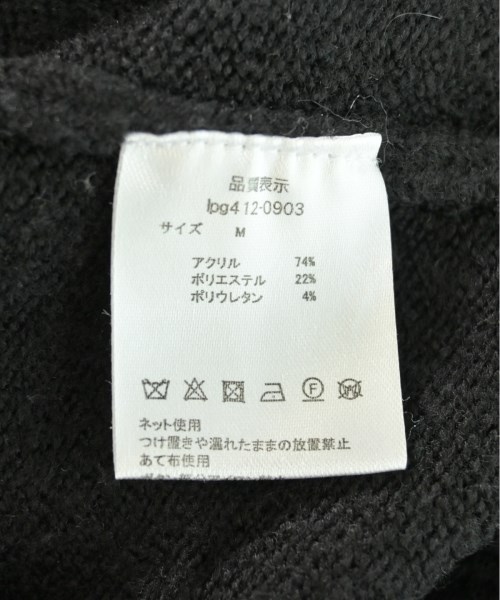 品質表示
lpg412-0903
サイズ M
アクリル 74%
ポリエステル 22%
ポリウレタン 4%
ネット使用
つけ置きや濡れたままの放置禁止
あて布使用